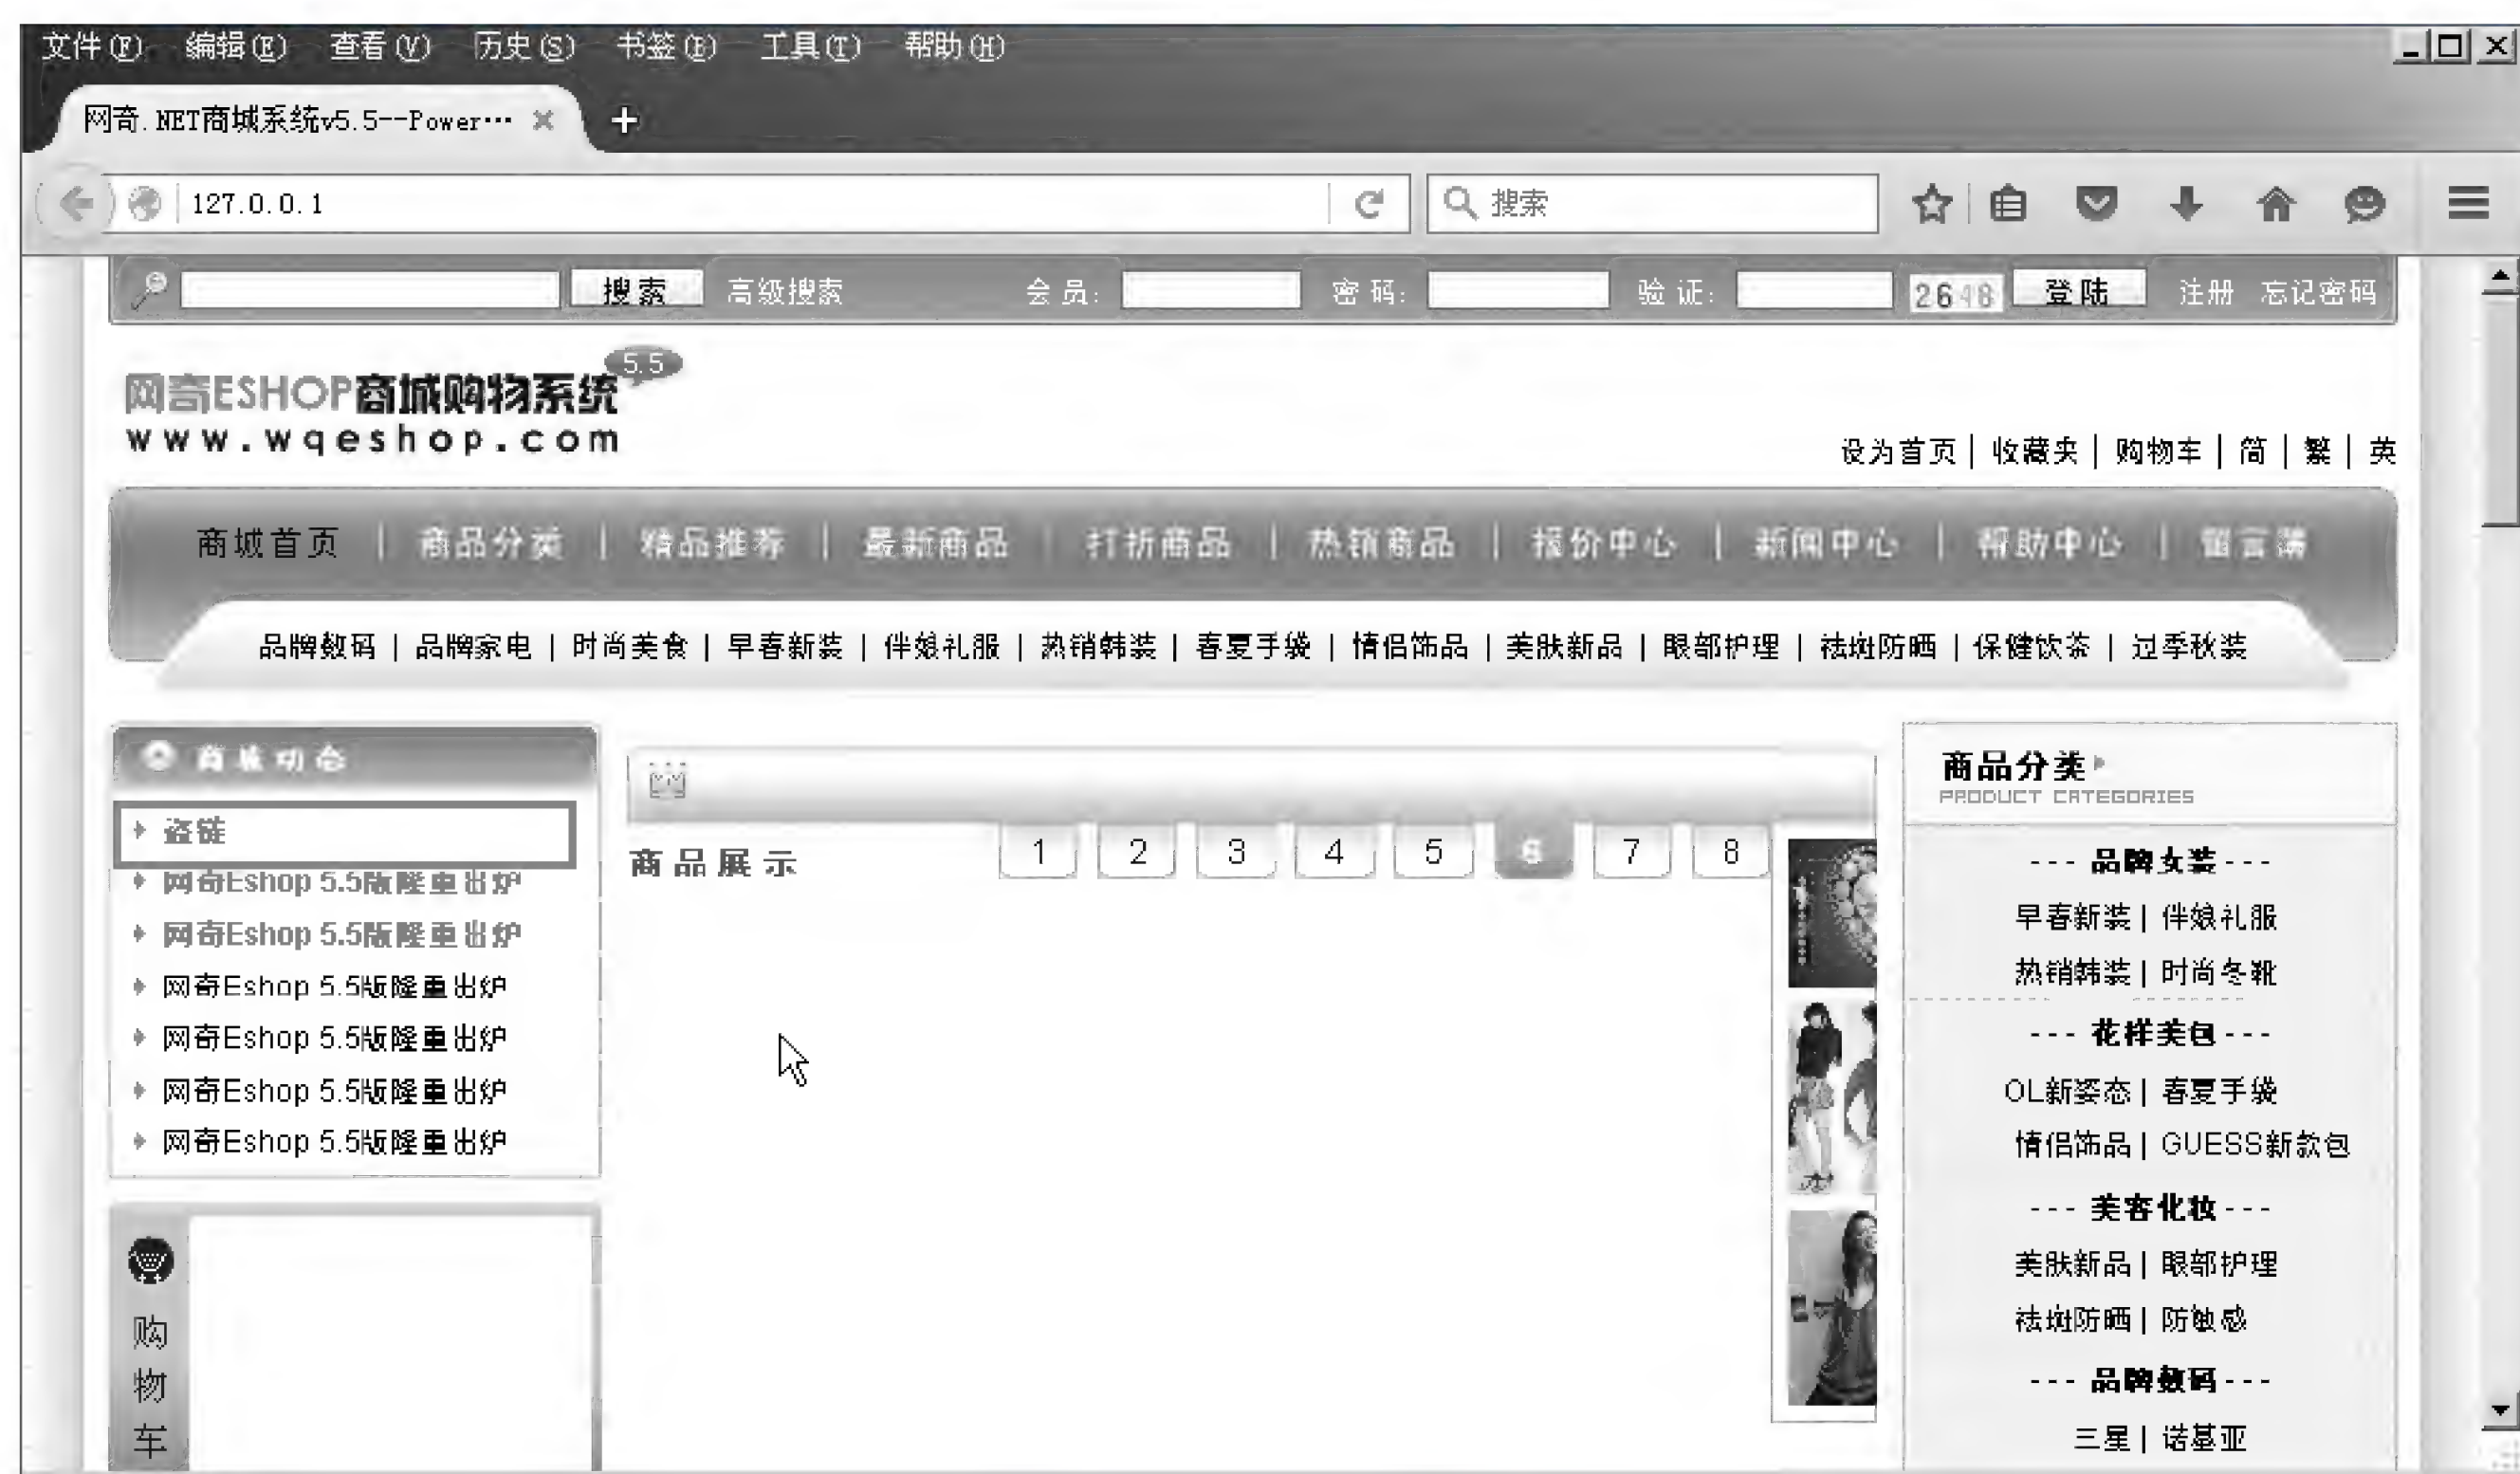 文件(F) 编辑(E) 查看(V) 历史(S) 书签(B) 工具(T) 帮助(H)
网奇.NET商城系统v5.5--Power…
127.0.0.1 搜索
搜索 高级搜索 会员: 密码: 验证: 2648 登陆 注册 忘记密码
5.5
网奇ESHOP商城购物系统
www.wqeshop.com
设为首页 | 收藏夹 | 购物车 | 简 | 繁 | 英
商城首页 | 商品分类 | 精品推荐 | 最新商品 | 打折商品 | 热销商品 | 报价中心 | 新闻中心 | 帮助中心 | 留言簿
品牌数码 | 品牌家电 | 时尚美食 | 早春新装 | 伴娘礼服 | 热销韩装 | 春夏手袋 | 情侣饰品 | 美肤新品 | 眼部护理 | 祛斑防晒 | 保健饮茶 | 过季秋装
商城动态
盗链
网奇Eshop 5.5版隆重出炉
网奇Eshop 5.5版隆重出炉
网奇Eshop 5.5版隆重出炉
网奇Eshop 5.5版隆重出炉
网奇Eshop 5.5版隆重出炉
网奇Eshop 5.5版隆重出炉
购
物
车
商品展示 1 2 3 4 5 6 7 8
商品分类
PRODUCT CATEGORIES
--- 品牌女装---
早春新装 | 伴娘礼服
热销韩装 | 时尚冬靴
--- 花样美包---
OL新姿态 | 春夏手袋
情侣饰品 | GUESS新款包
--- 美容化妆---
美肤新品 | 眼部护理
祛斑防晒 | 防敏感
--- 品牌数码---
三星 | 诺基亚